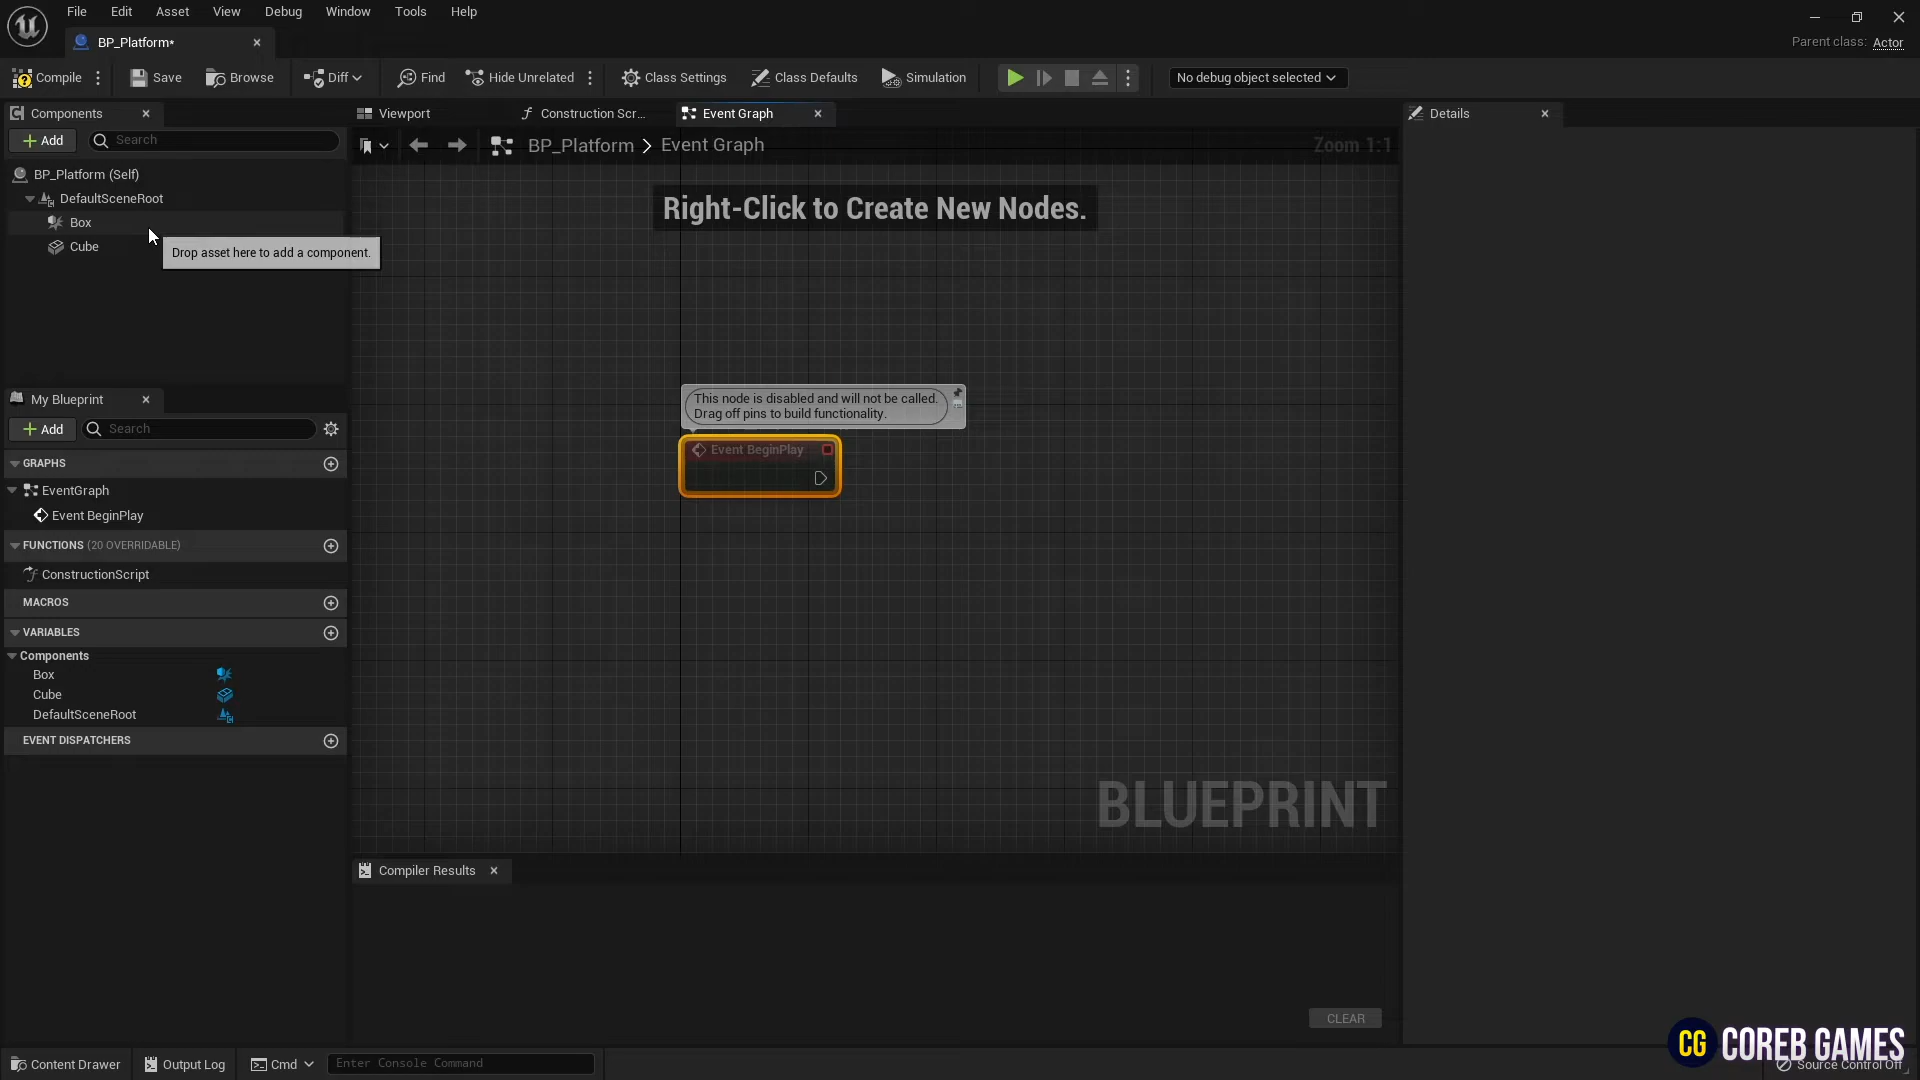 File Edit Asset View Debug Window Tools Help
BP_Platform*
Parent class: Actor
Compile Save Browse Diff Find Hide Unrelated Class Settings Class Defaults Simulation No debug object selected
Components
Viewport Construction Scr... Event Graph
Details
Add Search
BP_Platform > Event Graph
Zoom 1:1
BP_Platform (Self)
DefaultSceneRoot
Box
Cube
Drop asset here to add a component.
Right-Click to Create New Nodes.
This node is disabled and will not be called.
Drag off pins to build functionality.
Event BeginPlay
My Blueprint
Add Search
GRAPHS
EventGraph
Event BeginPlay
FUNCTIONS (20 OVERRIDABLE)
ConstructionScript
MACROS
VARIABLES
Components
Box
Cube
DefaultSceneRoot
EVENT DISPATCHERS
BLUEPRINT
Compiler Results
CLEAR
CG COREB GAMES
Content Drawer Output Log Cmd Enter Console Command
Source Control Off